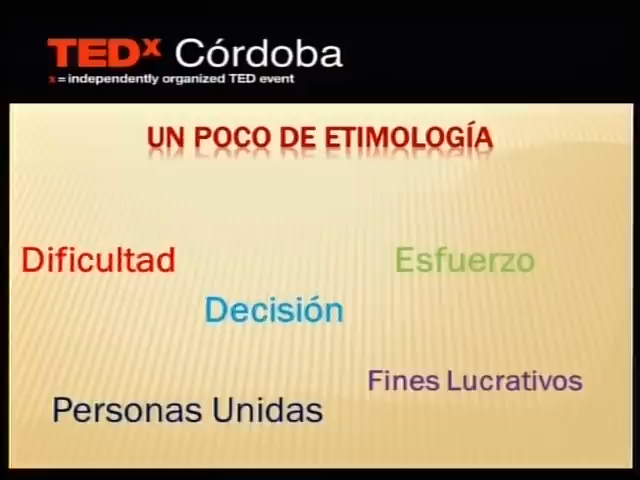 TEDx Córdoba
x = independently organized TED event
UN POCO DE ETIMOLOGÍA
Dificultad
Esfuerzo
Decisión
Fines Lucrativos
Personas Unidas